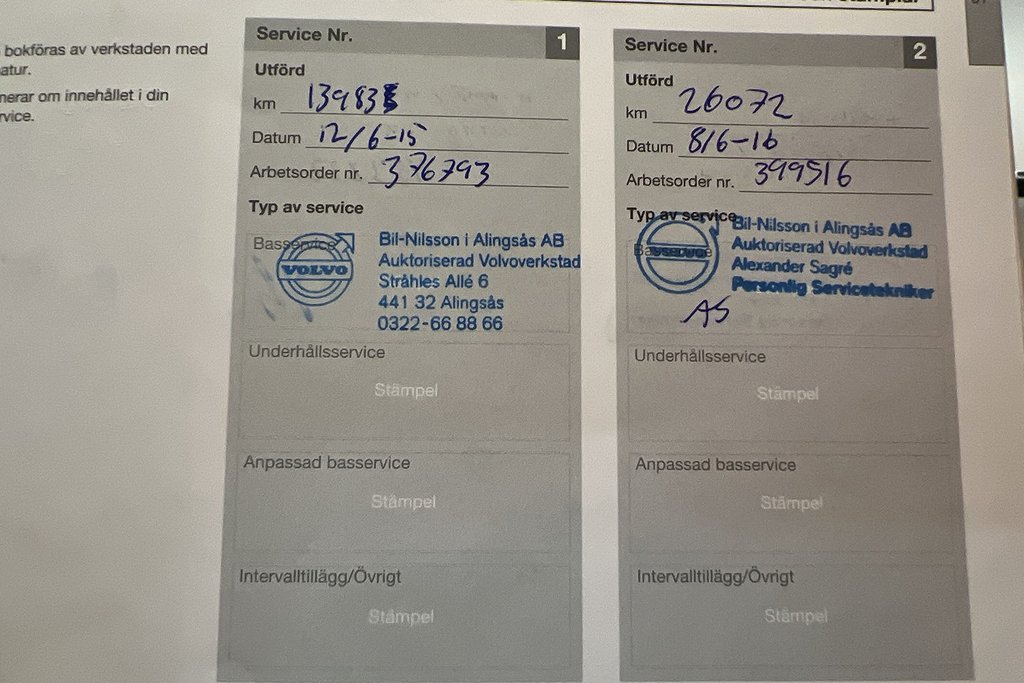 bokföras av verkstaden med
atur.
nerar om innehållet i din
rvice.
Service Nr. 1
Utförd
km
Datum 12/6-15
Arbetsorder nr. 376793
Typ av service
Basservice
VOLVO
Bil-Nilsson i Alingsås AB
Auktoriserad Volvoverkstad
Stråhles Allé 6
441 32 Alingsås
0322-66 88 66
Underhållsservice
Stämpel
Anpassad basservice
Stämpel
Intervalltillägg/Övrigt
Stämpel
Service Nr. 2
Utförd
km 26072
Datum 8/6-16
Arbetsorder nr. 399516
Typ av service
Bil-Nilsson i Alingsås AB
Auktoriserad Volvoverkstad
Alexander Sagré
Personlig Servicetekniker
AS
Underhållsservice
Stämpel
Anpassad basservice
Stämpel
Intervalltillägg/Övrigt
Stämpel